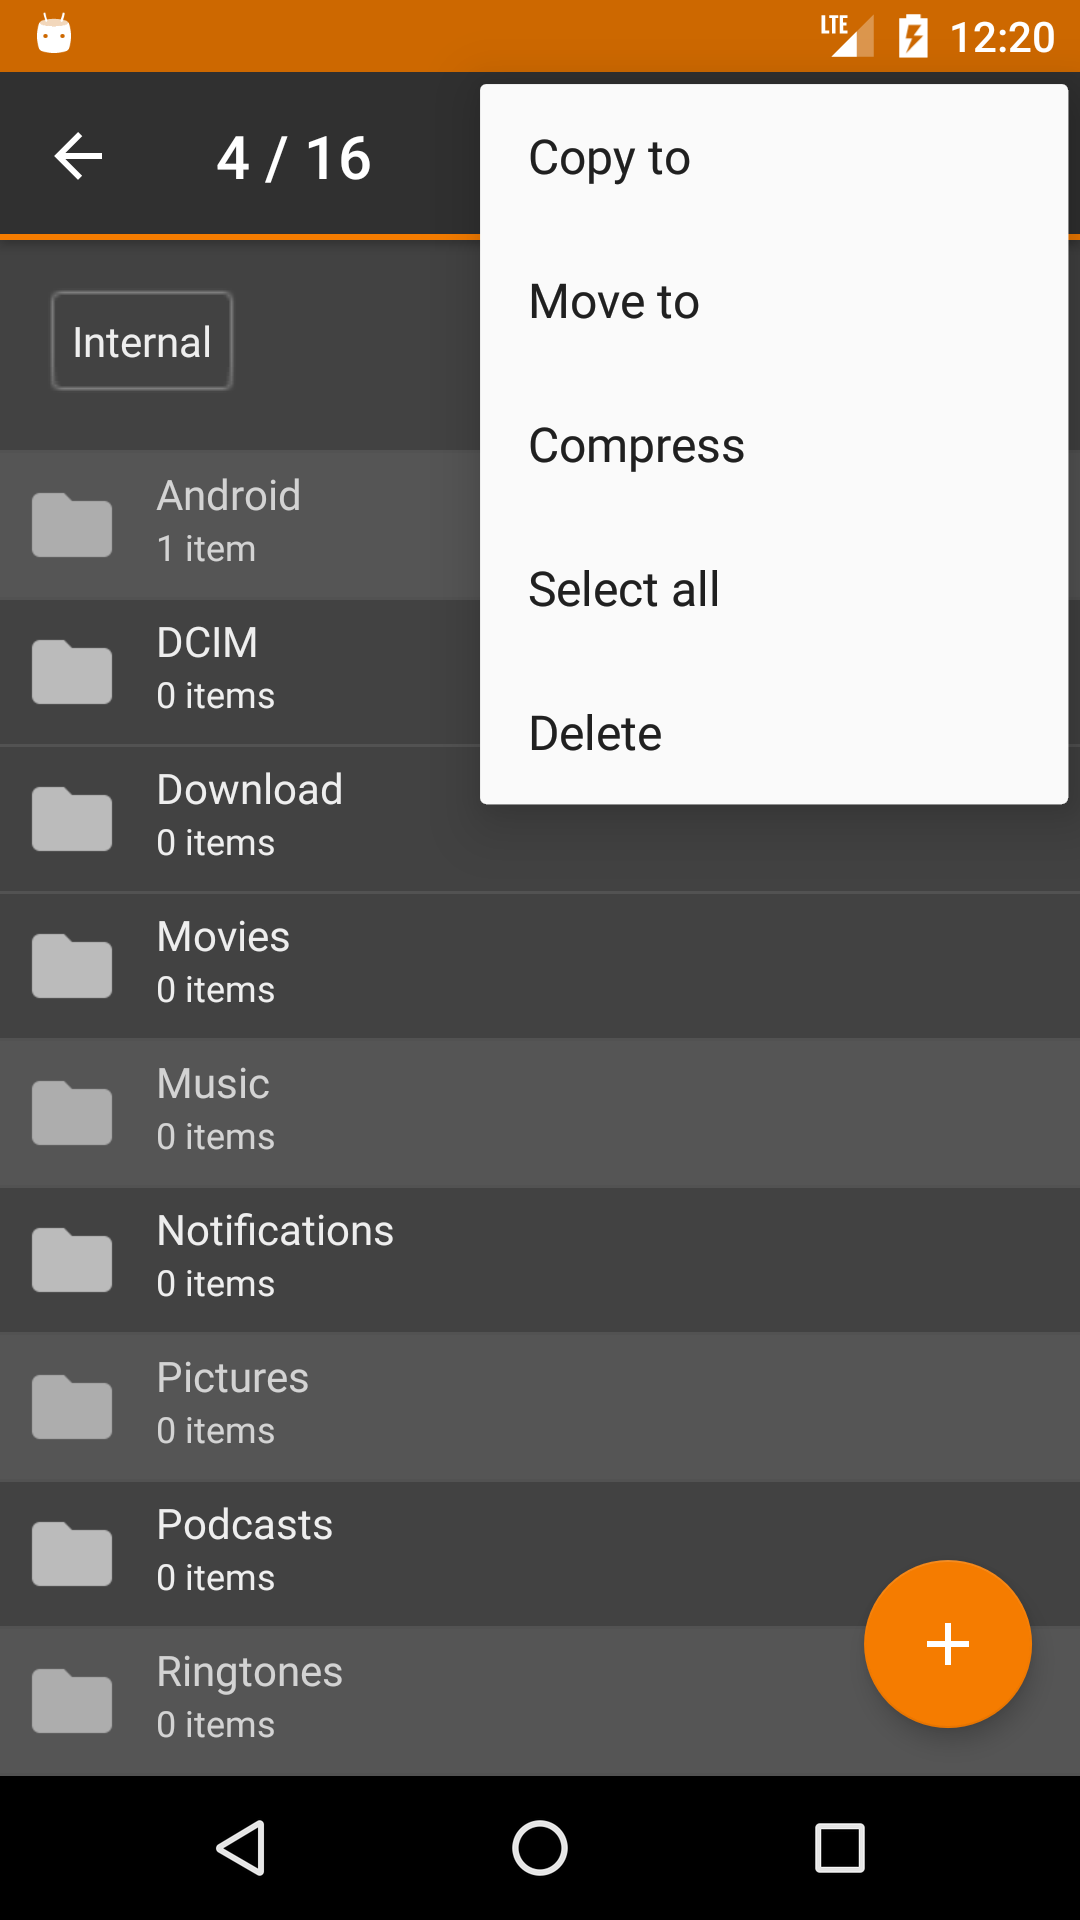 LTE 12:20
4 / 16
Copy to
Move to
Compress
Select all
Delete
Internal
Android
1 item
DCIM
0 items
Download
0 items
Movies
0 items
Music
0 items
Notifications
0 items
Pictures
0 items
Podcasts
0 items
Ringtones
0 items